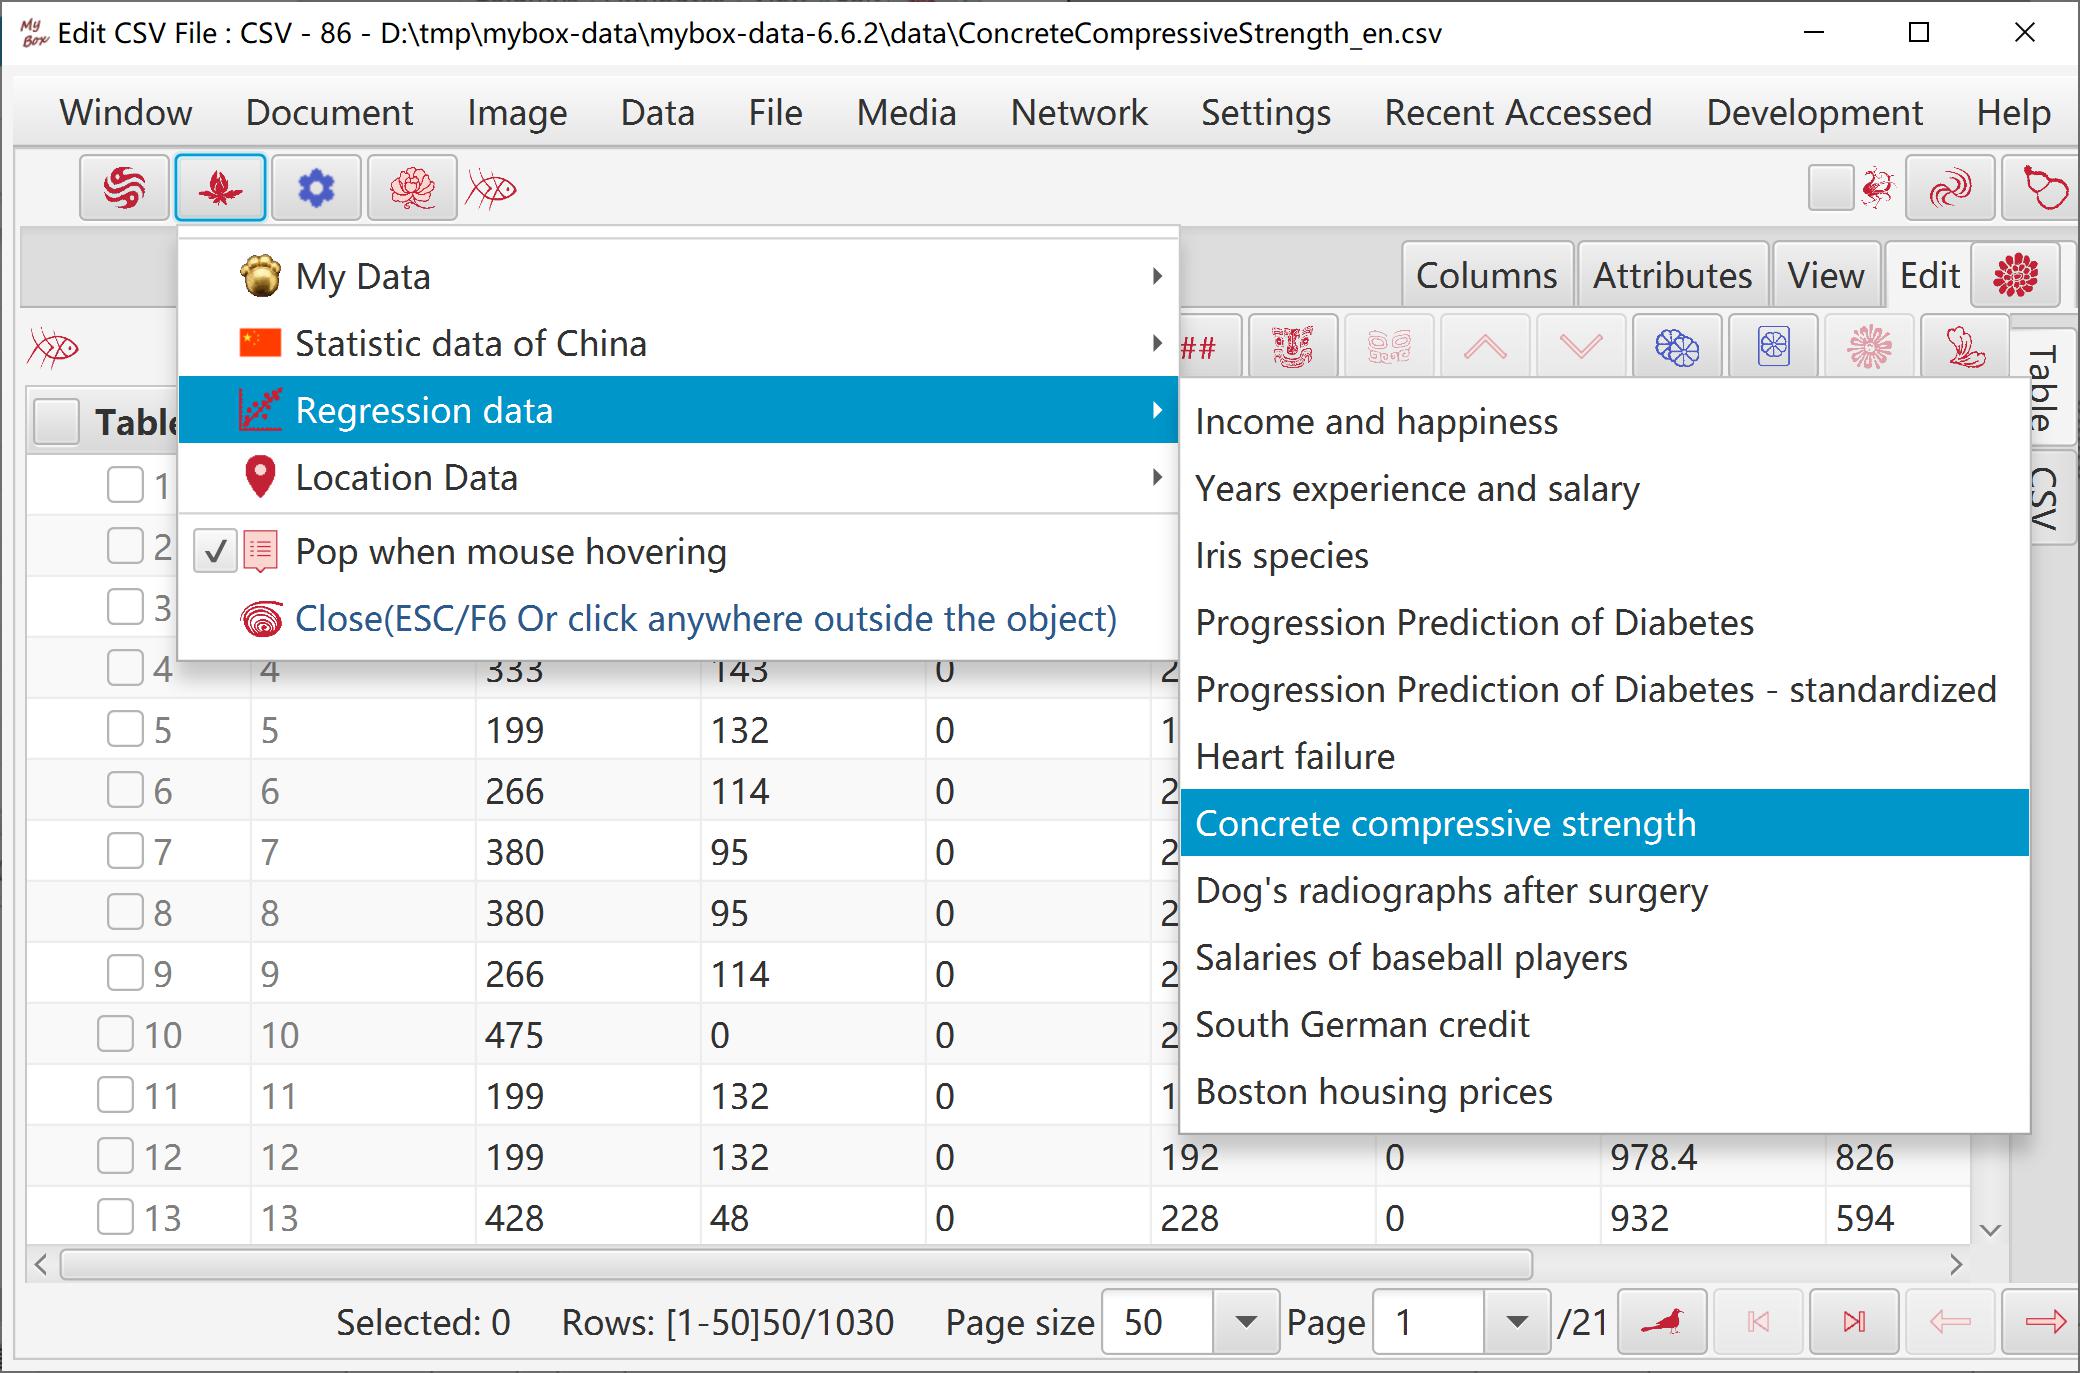 My Box Edit CSV File : CSV - 86 - D:\tmp\mybox-data\mybox-data-6.6.2\data\ConcreteCompressiveStrength_en.csv
Window Document Image Data File Media Network Settings Recent Accessed Development Help
Columns Attributes View Edit
My Data
Statistic data of China
Regression data
Location Data
Pop when mouse hovering
Close(ESC/F6 Or click anywhere outside the object)
##
Table
CSV
Income and happiness
Years experience and salary
Iris species
Progression Prediction of Diabetes
Progression Prediction of Diabetes - standardized
Heart failure
Concrete compressive strength
Dog's radiographs after surgery
Salaries of baseball players
South German credit
Boston housing prices
Table
1
2
3
4 4 333 143 0 2
5 5 199 132 0 1
6 6 266 114 0 2
7 7 380 95 0 2
8 8 380 95 0 2
9 9 266 114 0 2
10 10 475 0 0 2
11 11 199 132 0 1
12 12 199 132 0 192 0 978.4 826
13 13 428 48 0 228 0 932 594
Selected: 0 Rows: [1-50]50/1030 Page size 50 Page 1 /21